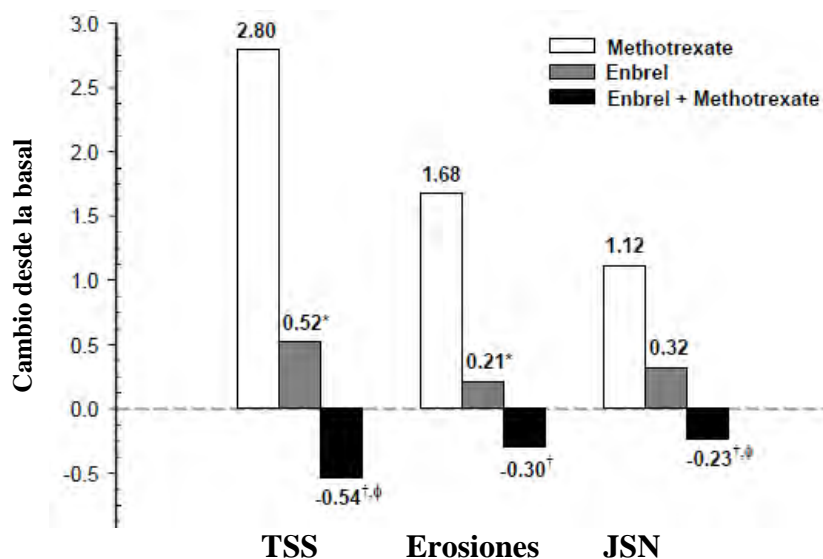 Cambio desde la basal
3.0
2.5
2.0
1.5
1.0
0.5
0.0
-0.5
Methotrexate
Enbrel
Enbrel + Methotrexate
2.80
0.52*
-0.54†,ϕ
1.68
0.21*
-0.30†
1.12
0.32
-0.23†,ϕ
TSS Erosiones JSN